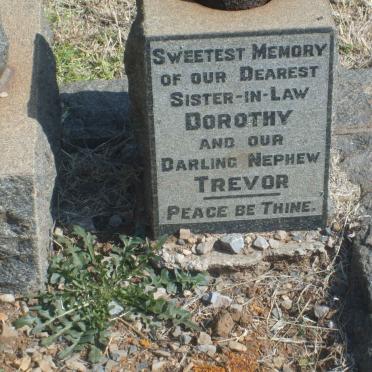 Sweetest Memory
of our Dearest
Sister-in-Law
Dorothy
and our
Darling Nephew
Trevor
Peace be Thine.